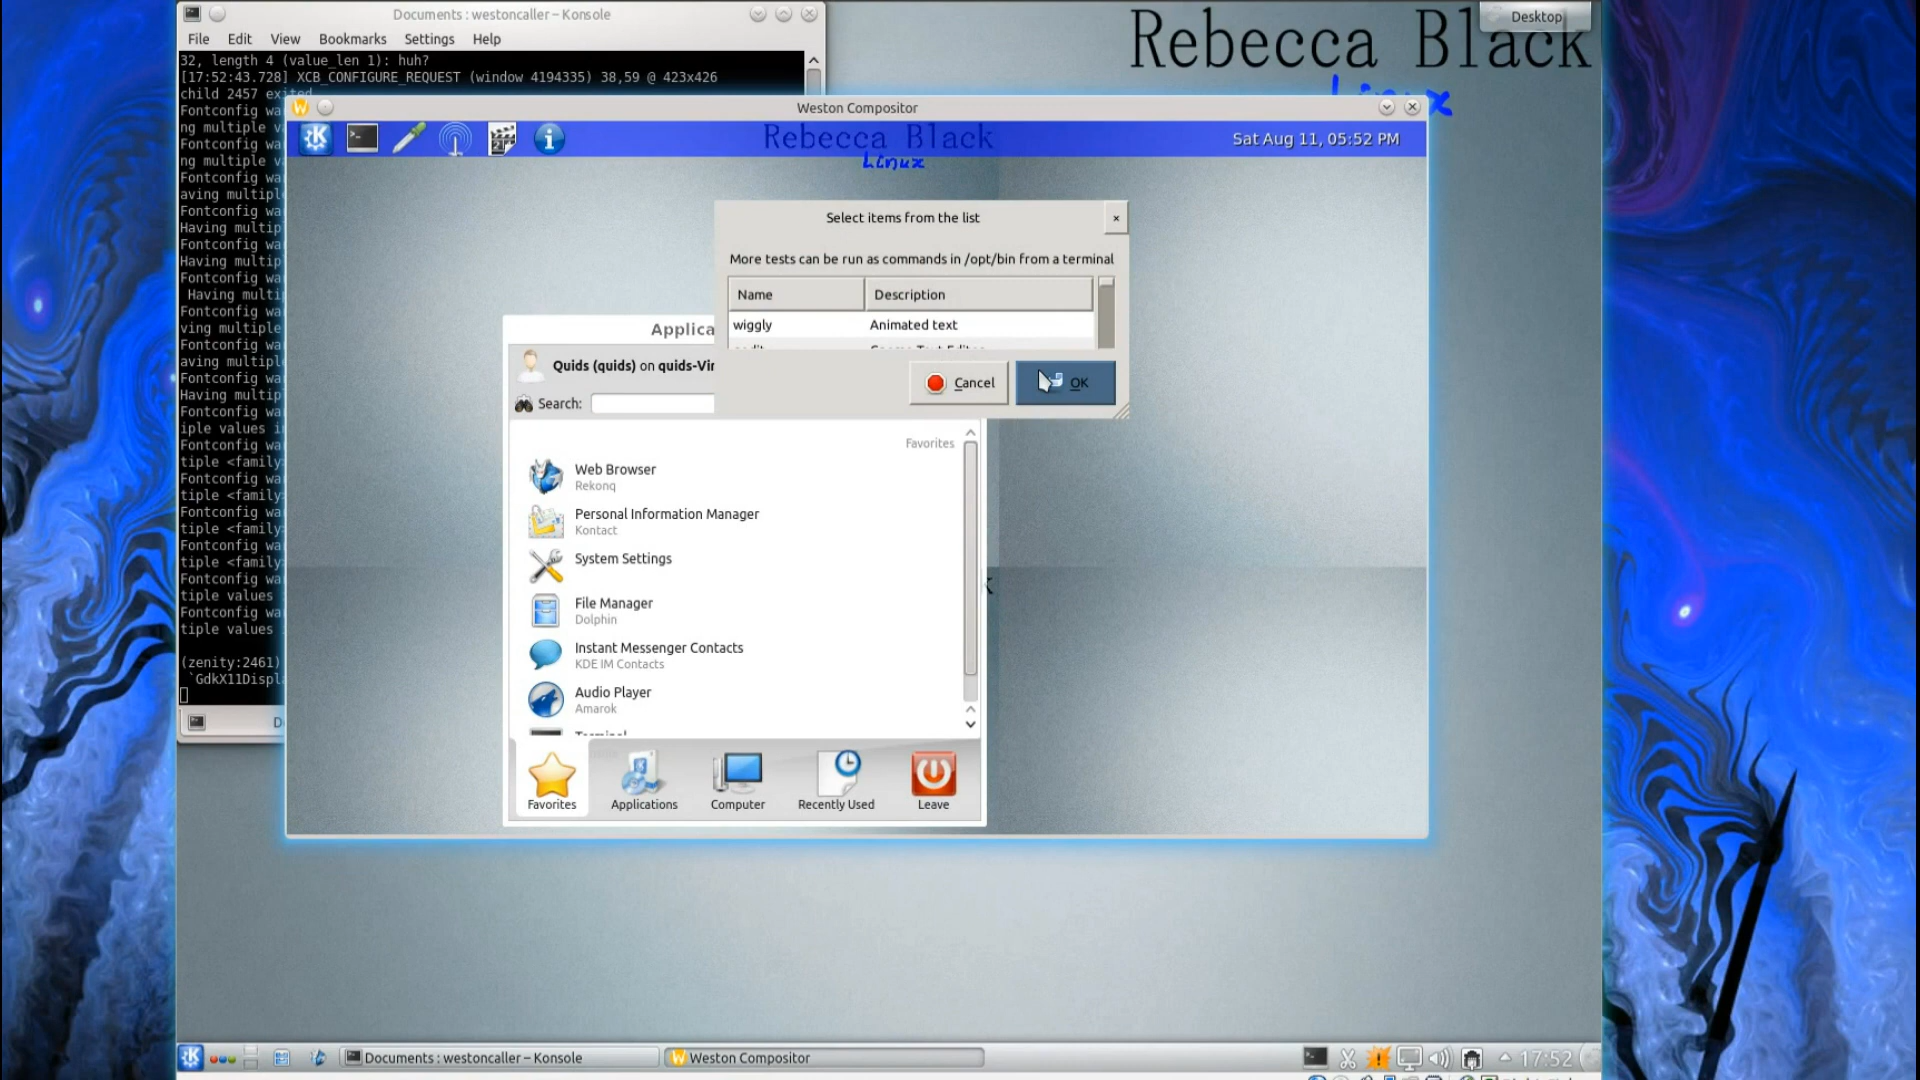 Documents : westoncaller – Konsole
File Edit View Bookmarks Settings Help
32, length 4 (value_len 1): huh?
[17:52:43.728] XCB_CONFIGURE_REQUEST (window 4194335) 38,59 @ 423x426
child 2457 exited
Fontconfig wa
ng multiple v
Fontconfig wa
ng multiple v
Fontconfig wa
aving multipl
Fontconfig wa
Having multip
Fontconfig wa
Having multip
Fontconfig wa
Having multi
Fontconfig wa
ving multiple
Fontconfig wa
aving multipl
Fontconfig wa
Having multip
Fontconfig wa
iple values i
Fontconfig wa
tiple <family
Fontconfig wa
tiple <family
Fontconfig wa
tiple <family
Fontconfig wa
tiple <family
Fontconfig wa
tiple values
Fontconfig wa
tiple values
(zenity:2461)
`GdkX11Displ
D
Desktop
Rebecca Black
Linux
Weston Compositor
Rebecca Black
Linux
Sat Aug 11, 05:52 PM
Select items from the list
More tests can be run as commands in /opt/bin from a terminal
Name Description
wiggly Animated text
Cancel OK
Applica
Quids (quids) on quids-Vir
Search:
Favorites
Web Browser
Rekonq
Personal Information Manager
Kontact
System Settings
File Manager
Dolphin
Instant Messenger Contacts
KDE IM Contacts
Audio Player
Amarok
Terminal
Favorites Applications Computer Recently Used Leave
Documents : westoncaller – Konsole
Weston Compositor
17:52